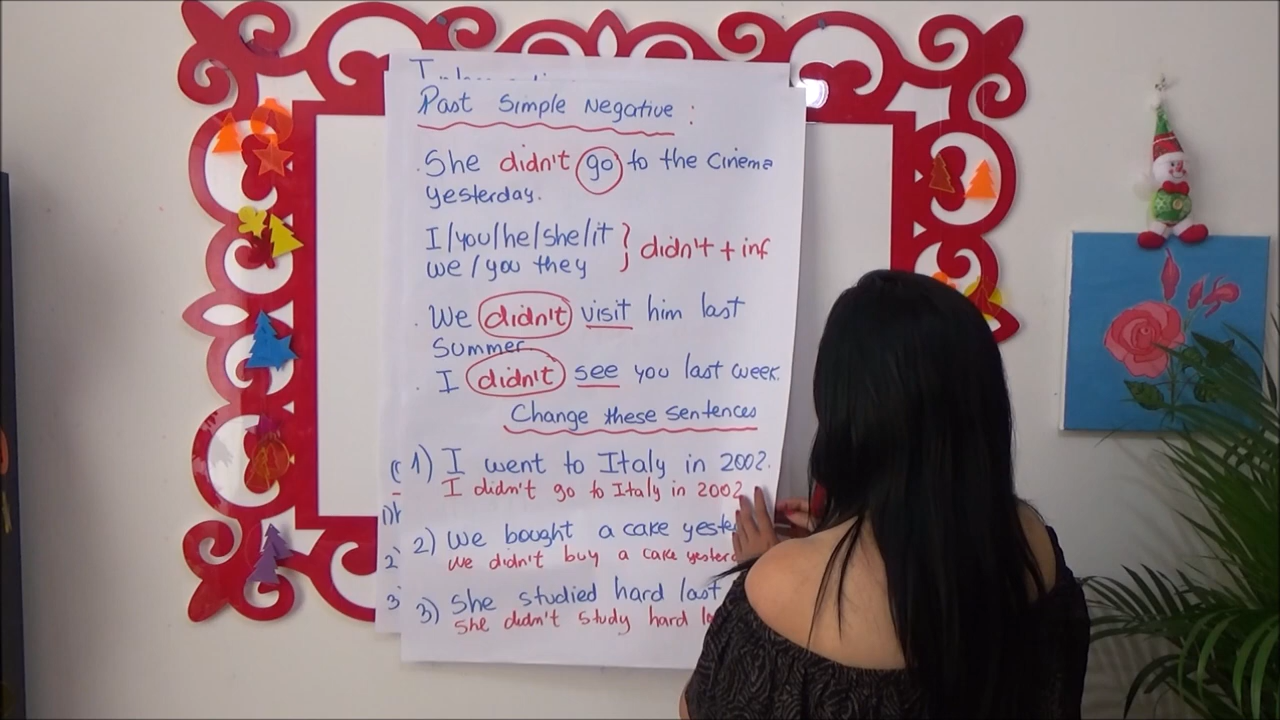 Past Simple Negative :
. She didn't go to the cinema
yesterday.
I/you/he/she/it } didn't + inf
we / you they
. We didn't visit him last
summer
. I didn't see you last week.
Change these sentences
1) I went to Italy in 2002.
I didn't go to Italy in 2002
2) We bought a cake
we didn't buy a cake
3) She studied hard last
She didn't study hard
2)
3